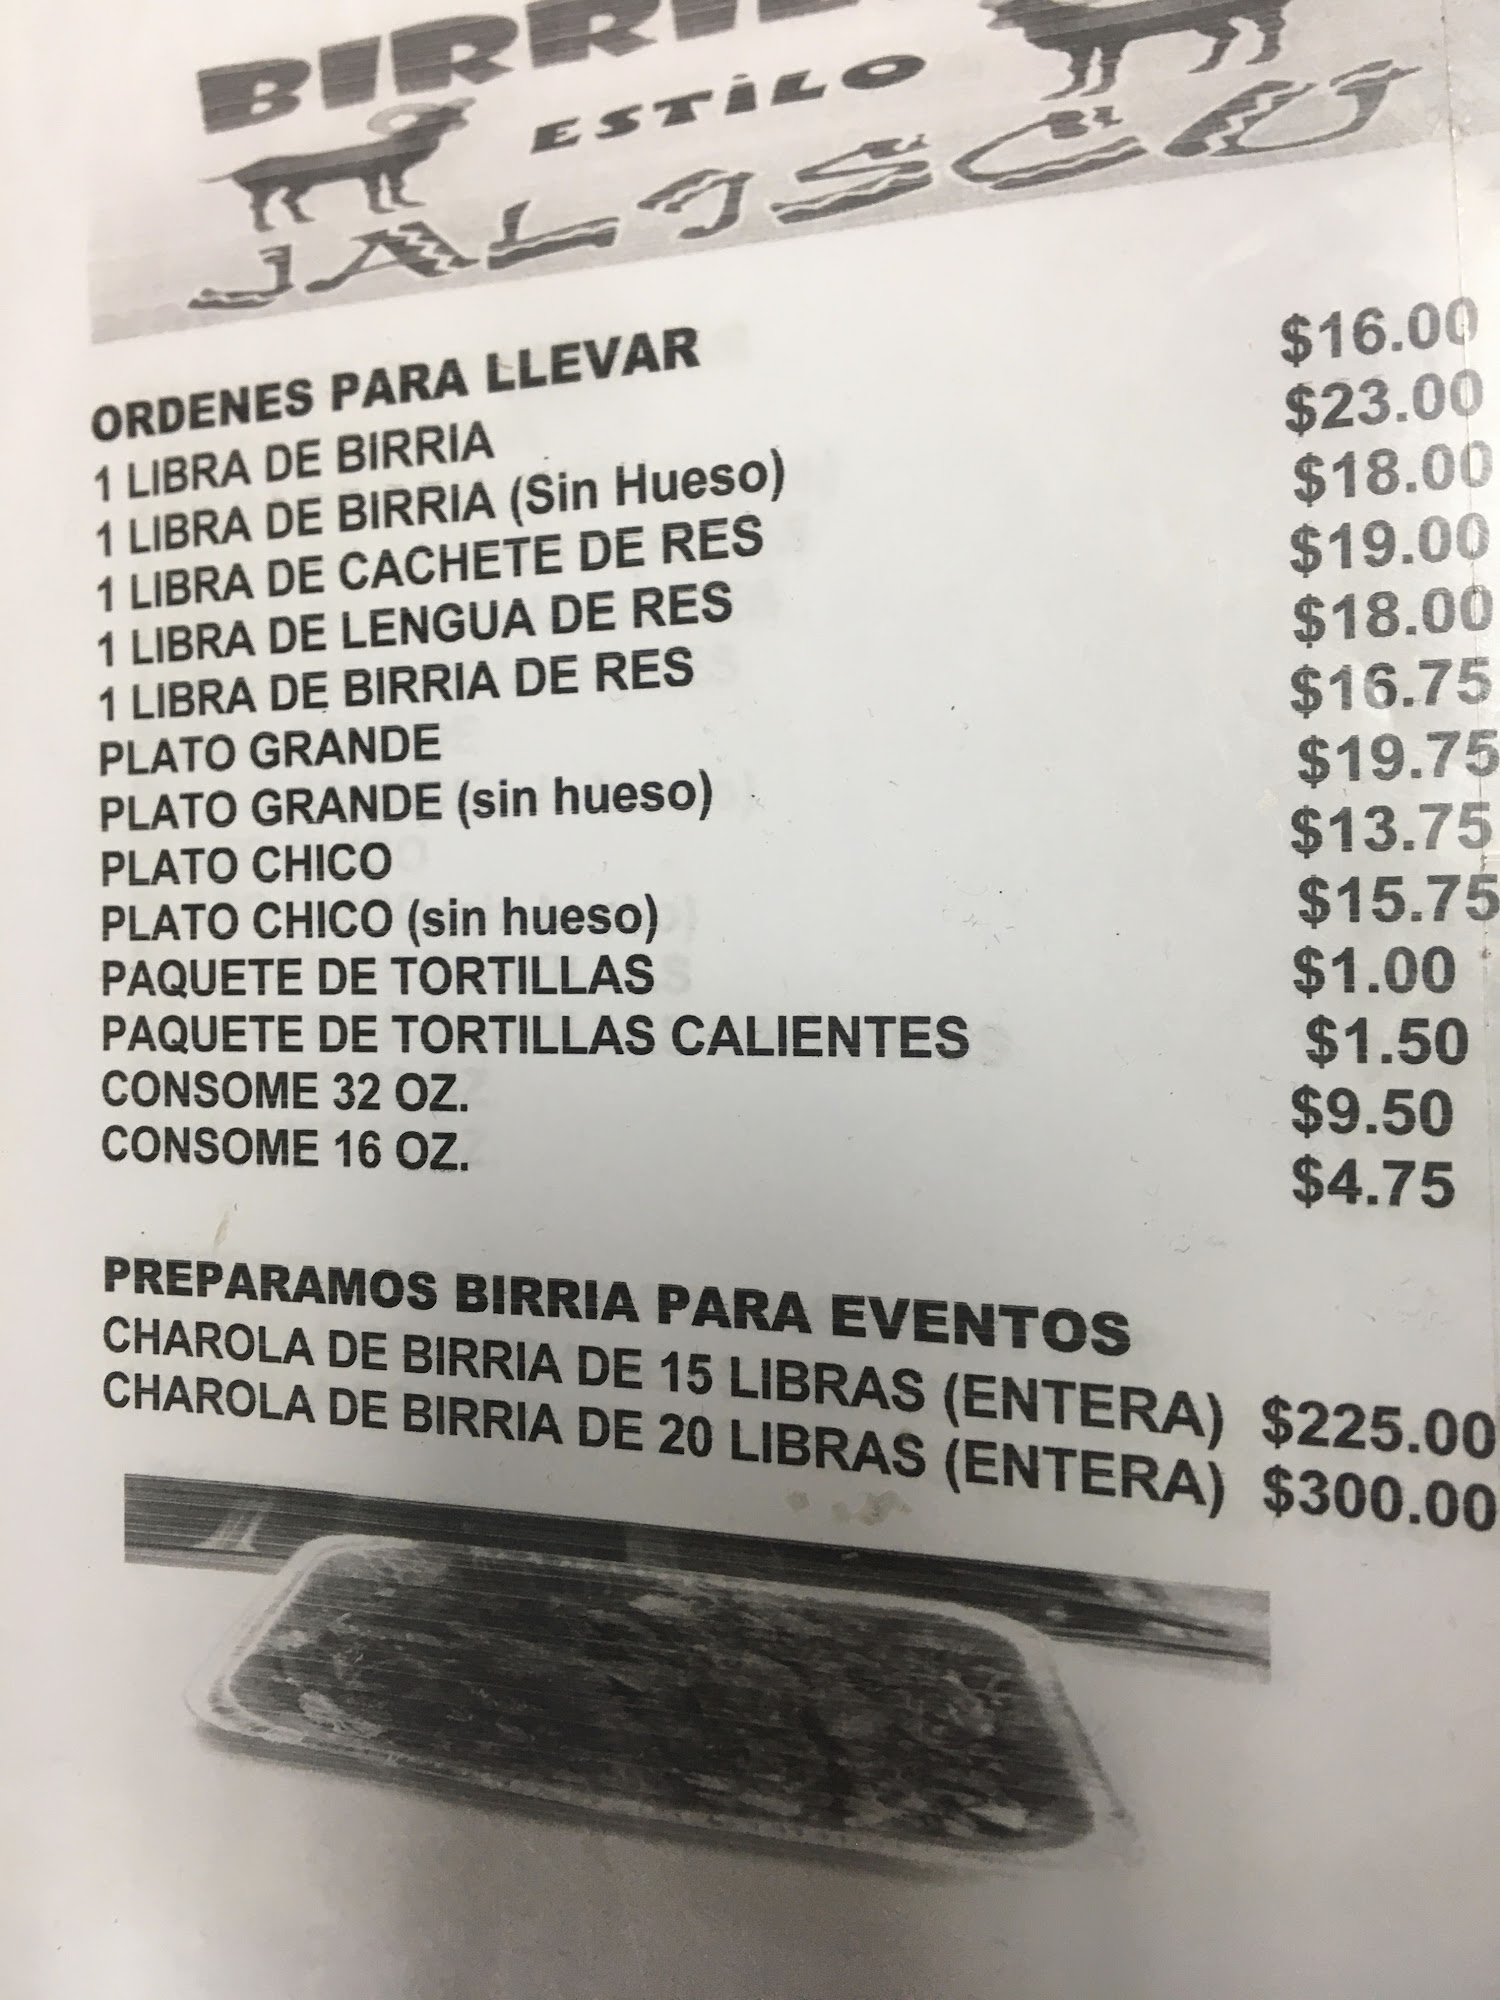 ESTILO
JALISCO
ORDENES PARA LLEVAR
1 LIBRA DE BIRRIA $16.00
1 LIBRA DE BIRRIA (Sin Hueso) $23.00
1 LIBRA DE CACHETE DE RES $18.00
1 LIBRA DE LENGUA DE RES $19.00
1 LIBRA DE BIRRIA DE RES $18.00
PLATO GRANDE $16.75
PLATO GRANDE (sin hueso) $19.75
PLATO CHICO $13.75
PLATO CHICO (sin hueso) $15.75
PAQUETE DE TORTILLAS $1.00
PAQUETE DE TORTILLAS CALIENTES $1.50
CONSOME 32 OZ. $9.50
CONSOME 16 OZ. $4.75
PREPARAMOS BIRRIA PARA EVENTOS
CHAROLA DE BIRRIA DE 15 LIBRAS (ENTERA) $225.00
CHAROLA DE BIRRIA DE 20 LIBRAS (ENTERA) $300.00